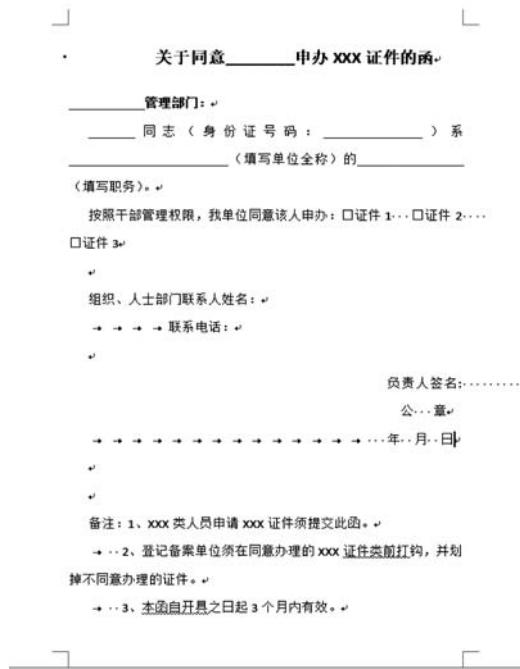 关于同意________申办 XXX 证件的函
__________管理部门：
______同志（身份证号码：____________）系
____________________（填写单位全称）的____________
（填写职务）。
按照干部管理权限，我单位同意该人申办：口证件 1 口证件 2
口证件 3
组织、人士部门联系人姓名：
联系电话：
负责人签名:
公 章
年 月 日
备注：1、XXX 类人员申请 XXX 证件须提交此函。
2、登记备案单位须在同意办理的 XXX 证件类前打钩，并划
掉不同意办理的证件。
3、本函自开具之日起 3 个月内有效。